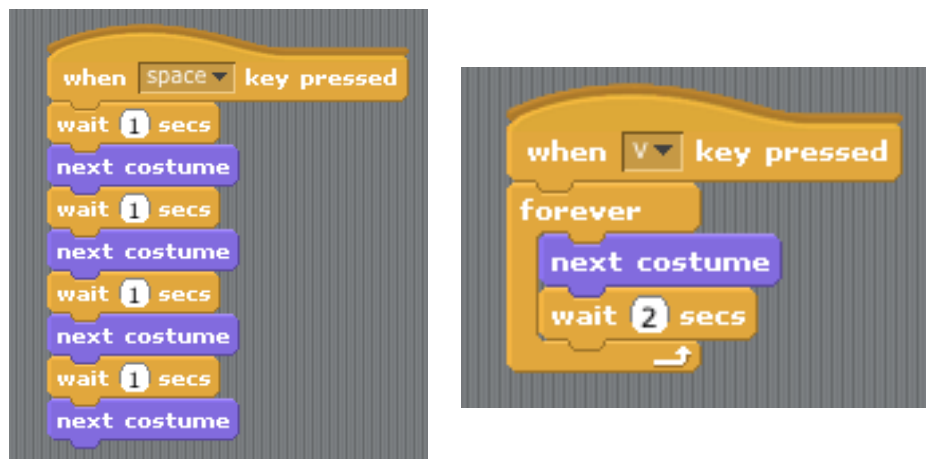 when space key pressed
wait 1 secs
next costume
wait 1 secs
next costume
wait 1 secs
next costume
wait 1 secs
next costume
when v key pressed
forever
next costume
wait 2 secs